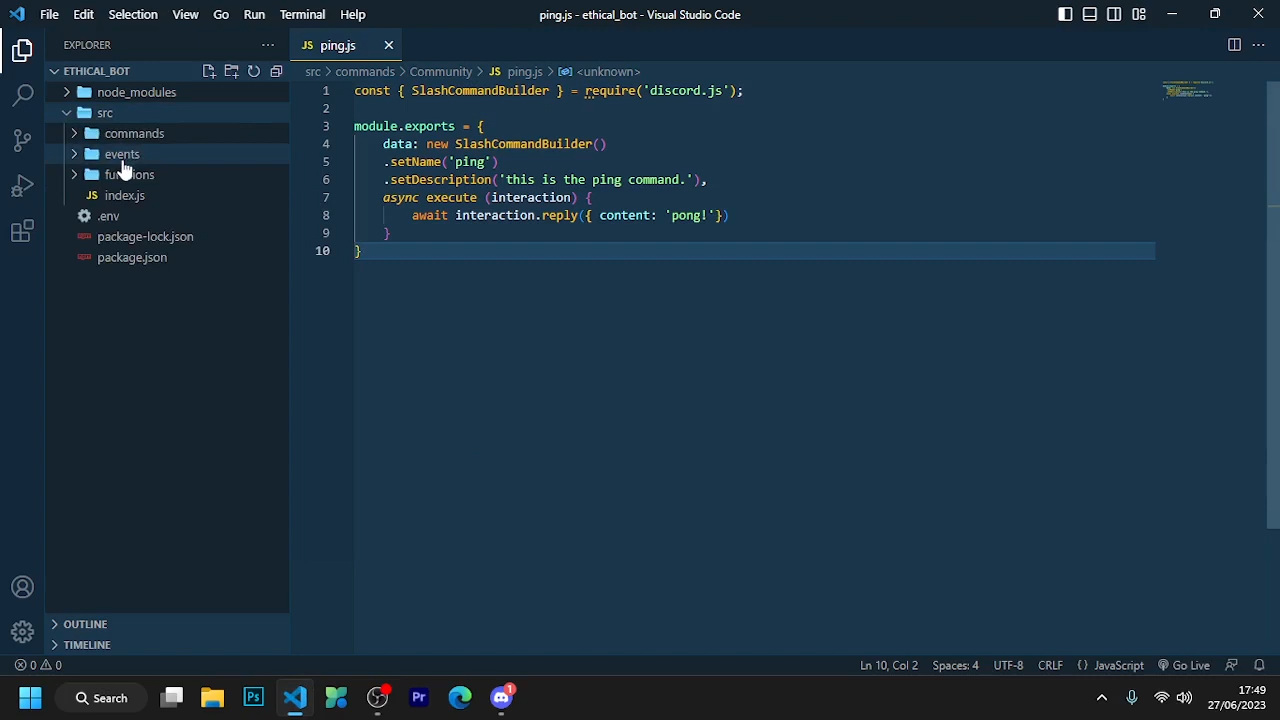 File Edit Selection View Go Run Terminal Help ping.js - ethical_bot - Visual Studio Code
EXPLORER
JS ping.js
ETHICAL_BOT
src > commands > Community > JS ping.js > <unknown>
node_modules
src
commands
events
functions
JS index.js
.env
package-lock.json
package.json
1 const { SlashCommandBuilder } = require('discord.js');
2
3 module.exports = {
4 data: new SlashCommandBuilder()
5 .setName('ping')
6 .setDescription('this is the ping command.'),
7 async execute (interaction) {
8 await interaction.reply({ content: 'pong!'})
9 }
10 }
OUTLINE
TIMELINE
0 0 Ln 10, Col 2 Spaces: 4 UTF-8 CRLF {} JavaScript Go Live
Search Ps Pr 1 17:49
27/06/2023